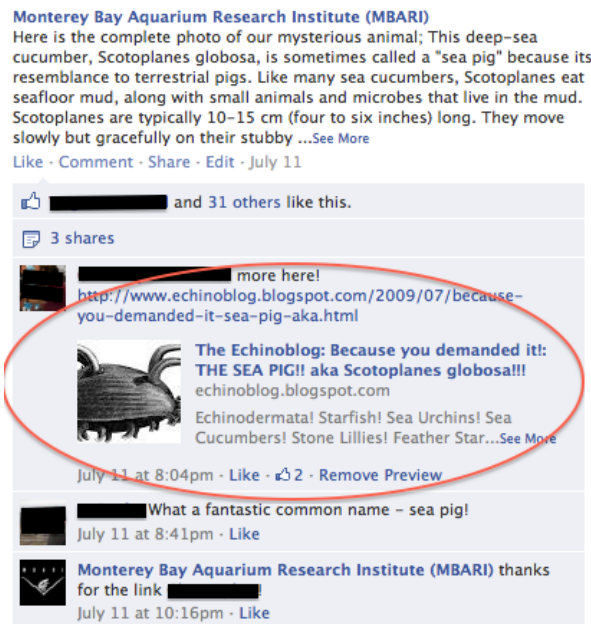 Monterey Bay Aquarium Research Institute (MBARI)
Here is the complete photo of our mysterious animal; This deep-sea
cucumber, Scotoplanes globosa, is sometimes called a "sea pig" because its
resemblance to terrestrial pigs. Like many sea cucumbers, Scotoplanes eat
seafloor mud, along with small animals and microbes that live in the mud.
Scotoplanes are typically 10-15 cm (four to six inches) long. They move
slowly but gracefully on their stubby ...See More
Like · Comment · Share · Edit · July 11
and 31 others like this.
3 shares
more here!
http://www.echinoblog.blogspot.com/2009/07/because-
you-demanded-it-sea-pig-aka.html
The Echinoblog: Because you demanded it!:
THE SEA PIG!! aka Scotoplanes globosa!!!
echinoblog.blogspot.com
Echinodermata! Starfish! Sea Urchins! Sea
Cucumbers! Stone Lillies! Feather Star...See More
July 11 at 8:04pm · Like · 2 · Remove Preview
What a fantastic common name - sea pig!
July 11 at 8:41pm · Like
Monterey Bay Aquarium Research Institute (MBARI) thanks
for the link !
July 11 at 10:16pm · Like